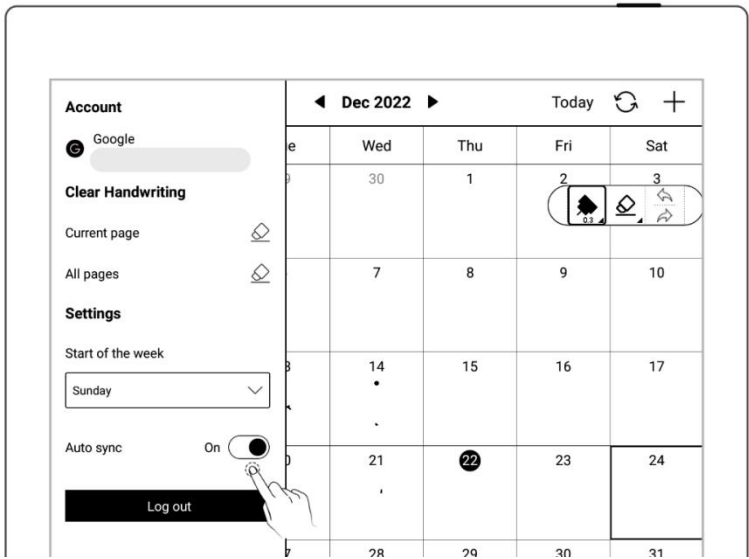 Account
Google
Clear Handwriting
Current page
All pages
Settings
Start of the week
Sunday
Auto sync On
Log out
Dec 2022 Today
e Wed Thu Fri Sat
30 1 2 3
0.3
7 8 9 10
14 15 16 17
21 22 23 24
28 29 30 31